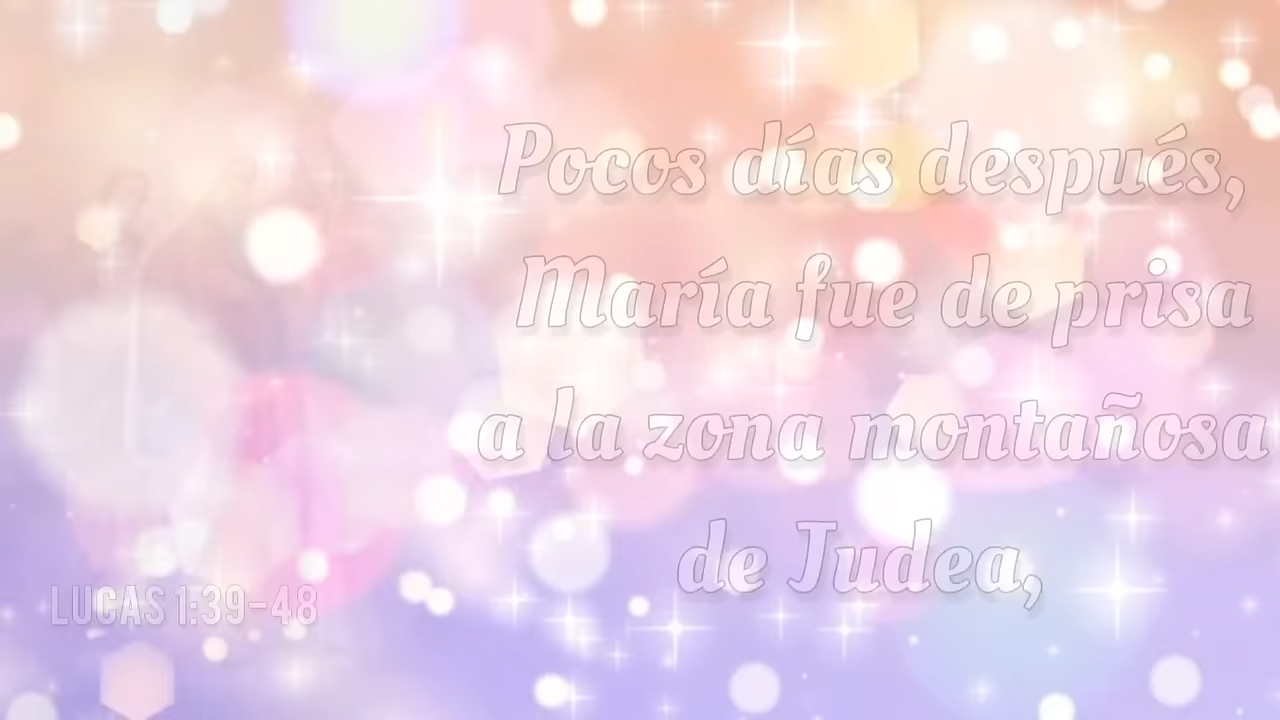 Pocos días después,
María fue de prisa
a la zona montañosa
de Judea,
LUCAS 1:39-48